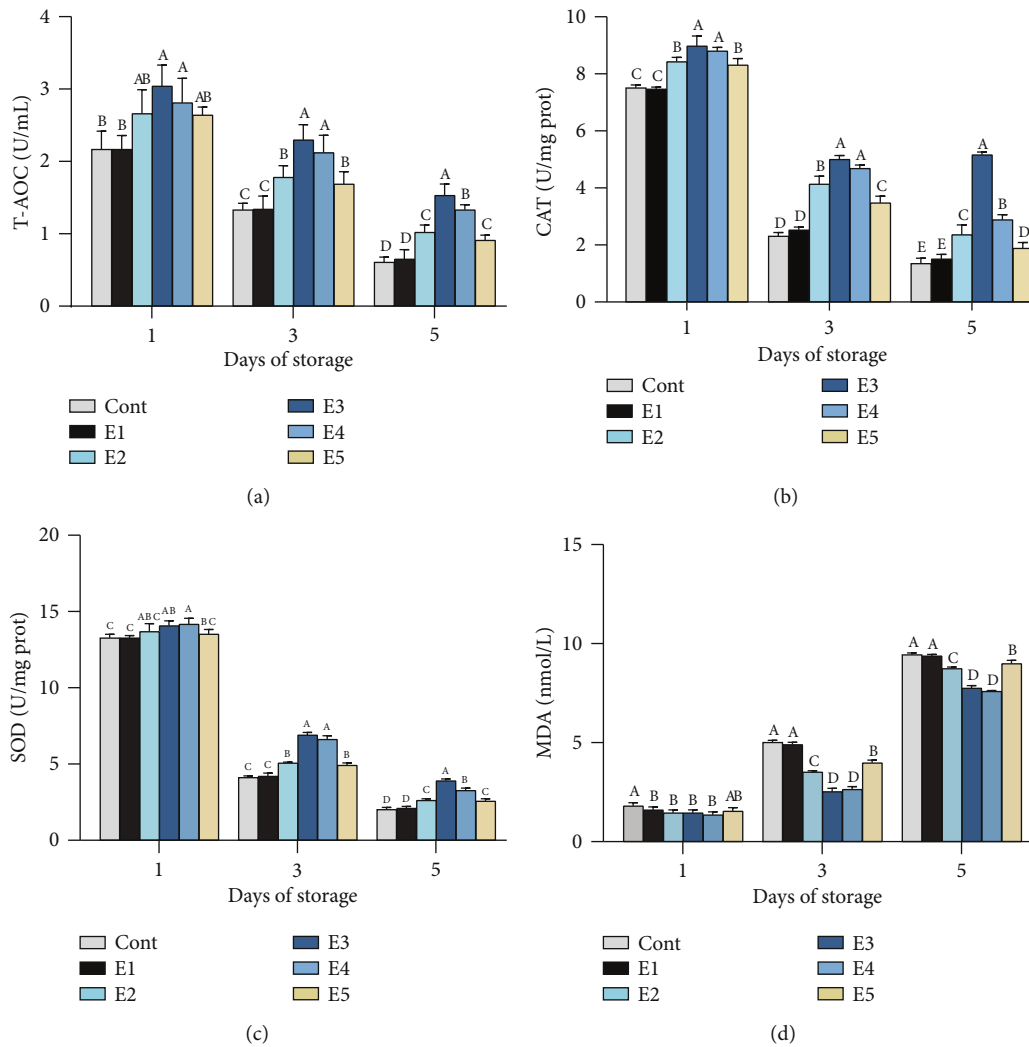 4
3
2
1
0
T-AOC (U/mL)
B B AB A A AB
C C B A A B
D D C A B C
1 3 5
Days of storage
Cont E3
E1 E4
E2 E5
(a)
10
8
6
4
2
0
CAT (U/mg prot)
C C B A A B
D D B A A C
E E C A B D
1 3 5
Days of storage
Cont E3
E1 E4
E2 E5
(b)
20
15
10
5
0
SOD (U/mg prot)
C C ABC AB A BC
C C B A A B
D D C A B C
1 3 5
Days of storage
Cont E3
E1 E4
E2 E5
(c)
15
10
5
0
MDA (nmol/L)
A B B B B AB
A A C D D B
A A C D D B
1 3 5
Days of storage
Cont E3
E1 E4
E2 E5
(d)